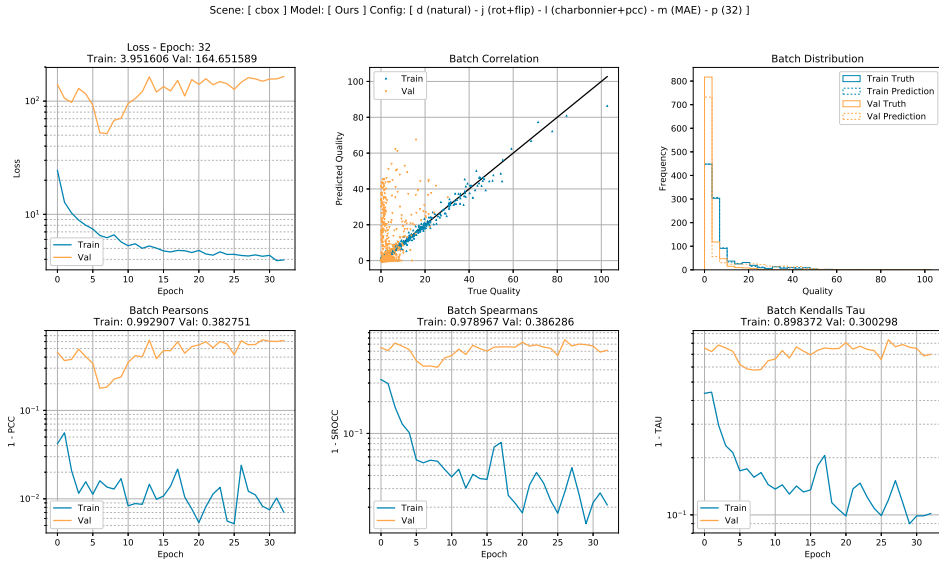 Scene: [ cbox ] Model: [ Ours ] Config: [ d (natural) - j (rot+flip) - l (charbonnier+pcc) - m (MAE) - p (32) ]
Loss - Epoch: 32
Train: 3.951606 Val: 164.651589
10²
10¹
Loss
Train
Val
0 5 10 15 20 25 30
Epoch
Batch Correlation
Train
Val
100
80
60
40
20
0
Predicted Quality
0 20 40 60 80 100
True Quality
Batch Distribution
Train Truth
Train Prediction
Val Truth
Val Prediction
800
700
600
500
400
300
200
100
0
Frequency
0 20 40 60 80 100
Quality
Batch Pearsons
Train: 0.992907 Val: 0.382751
10⁻¹
10⁻²
1 - PCC
Train
Val
0 5 10 15 20 25 30
Epoch
Batch Spearmans
Train: 0.978967 Val: 0.386286
10⁻¹
1 - SROCC
Train
Val
0 5 10 15 20 25 30
Epoch
Batch Kendalls Tau
Train: 0.898372 Val: 0.300298
10⁻¹
1 - TAU
Train
Val
0 5 10 15 20 25 30
Epoch